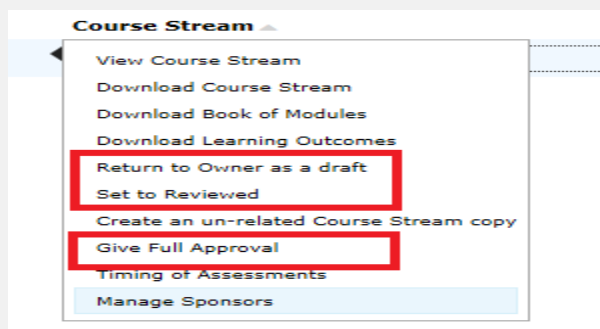 Course Stream
View Course Stream
Download Course Stream
Download Book of Modules
Download Learning Outcomes
Return to Owner as a draft
Set to Reviewed
Create an un-related Course Stream copy
Give Full Approval
Timing of Assessments
Manage Sponsors